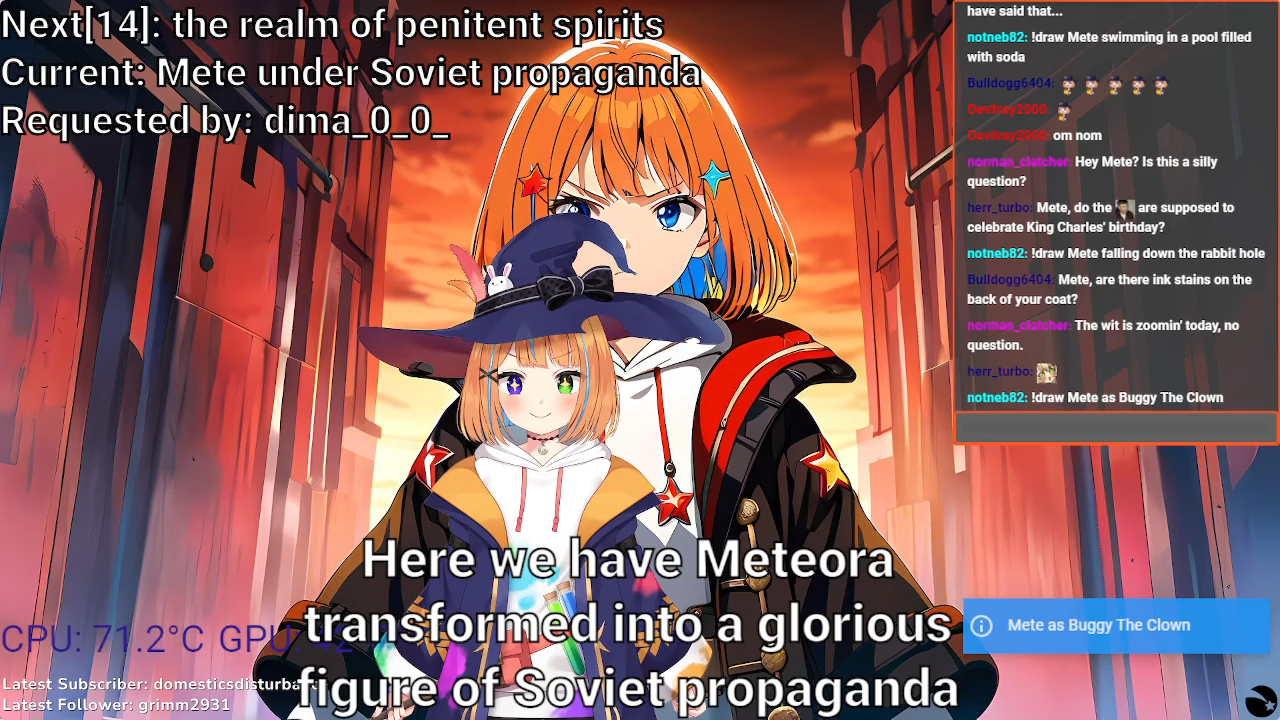 Next[14]: the realm of penitent spirits
Current: Mete under Soviet propaganda
Requested by: dima_0_0_
have said that...
notneb82: !draw Mete swimming in a pool filled
with soda
Bulldogg6404:
Devilray2000:
Devilray2000: om nom
norman_clatcher: Hey Mete? Is this a silly
question?
herr_turbo: Mete, do the are supposed to
celebrate King Charles' birthday?
notneb82: !draw Mete falling down the rabbit hole
Bulldogg6404: Mete, are there ink stains on the
back of your coat?
norman_clatcher: The wit is zoomin' today, no
question.
herr_turbo:
notneb82: !draw Mete as Buggy The Clown
Here we have Meteora
transformed into a glorious
figure of Soviet propaganda
Mete as Buggy The Clown
CPU: 71.2°C GPU:
Latest Subscriber:
Latest Follower: grimm2931